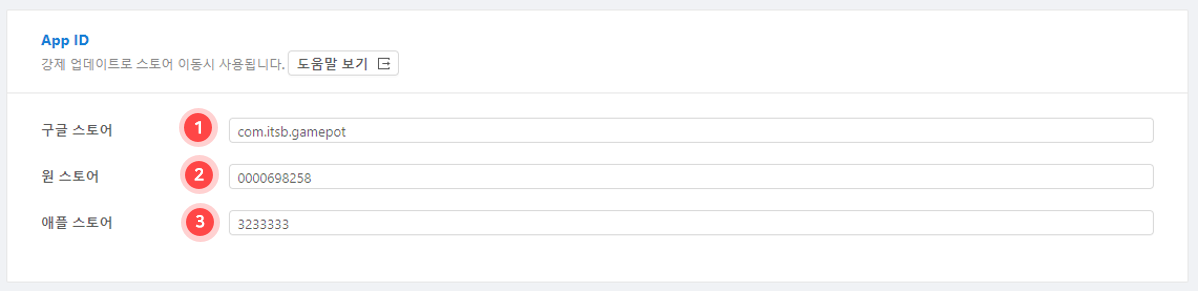 App ID
강제 업데이트로 스토어 이동시 사용됩니다. 도움말 보기
구글 스토어 1 com.itsb.gamepot
원 스토어 2 0000698258
애플 스토어 3 3233333